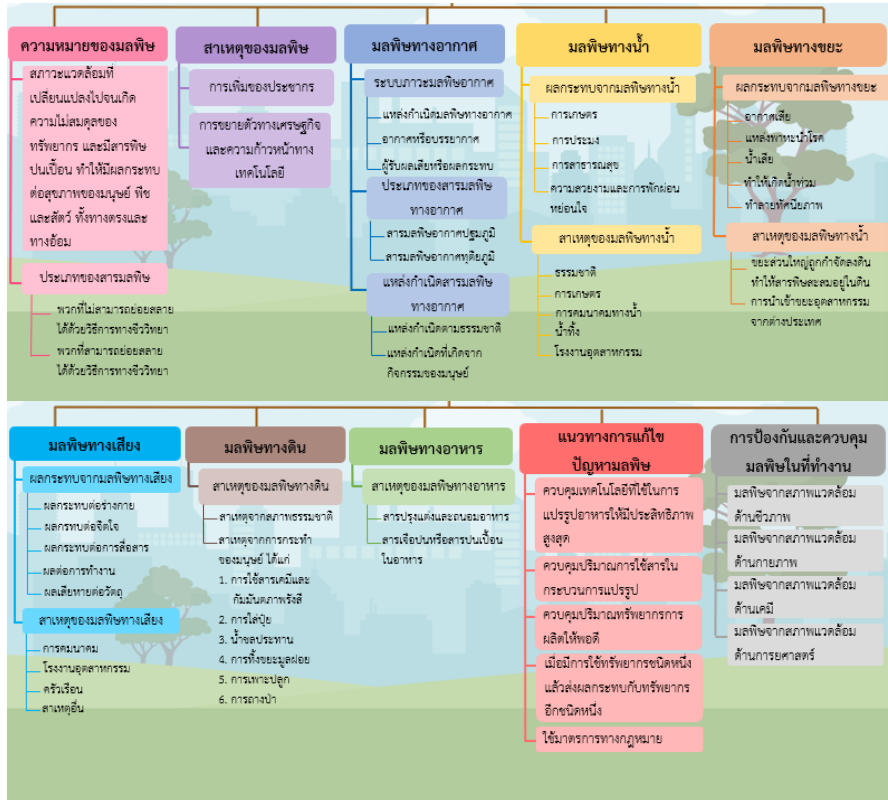 ความหมายของมลพิษ
สภาวะแวดล้อมที่
เปลี่ยนแปลงไปจนเกิด
ความไม่สมดุลของ
ทรัพยากร และมีสารพิษ
ปนเปื้อน ทำให้มีผลกระทบ
ต่อสุขภาพของมนุษย์ พืช
และสัตว์ ทั้งทางตรงและ
ทางอ้อม
ประเภทของสารมลพิษ
พวกที่ไม่สามารถย่อยสลาย
ได้ด้วยวิธีการทางชีววิทยา
พวกที่สามารถย่อยสลาย
ได้ด้วยวิธีการทางชีววิทยา
สาเหตุของมลพิษ
การเพิ่มของประชากร
การขยายตัวทางเศรษฐกิจ
และความก้าวหน้าทาง
เทคโนโลยี
มลพิษทางอากาศ
ระบบภาวะมลพิษอากาศ
แหล่งกำเนิดมลพิษทางอากาศ
อากาศหรือบรรยากาศ
ผู้รับผลเสียหรือผลกระทบ
ประเภทของสารมลพิษ
ทางอากาศ
สารมลพิษอากาศปฐมภูมิ
สารมลพิษอากาศทุติยภูมิ
แหล่งกำเนิดสารมลพิษ
ทางอากาศ
แหล่งกำเนิดตามธรรมชาติ
แหล่งกำเนิดที่เกิดจาก
กิจกรรมของมนุษย์
มลพิษทางน้ำ
ผลกระทบจากมลพิษทางน้ำ
การเกษตร
การประมง
การสาธารณสุข
ความสวยงามและการพักผ่อน
หย่อนใจ
สาเหตุของมลพิษทางน้ำ
ธรรมชาติ
การเกษตร
การคมนาคมทางน้ำ
น้ำทิ้ง
โรงงานอุตสาหกรรม
มลพิษทางขยะ
ผลกระทบจากมลพิษทางขยะ
อากาศเสีย
แหล่งพาหะนำโรค
น้ำเสีย
ทำให้เกิดน้ำท่วม
ทำลายทัศนียภาพ
สาเหตุของมลพิษทางน้ำ
ขยะส่วนใหญ่ถูกกำจัดลงดิน
ทำให้สารพิษสะสมอยู่ในดิน
การนำเข้าขยะอุตสาหกรรม
จากต่างประเทศ
มลพิษทางเสียง
ผลกระทบจากมลพิษทางเสียง
ผลกระทบต่อร่างกาย
ผลกรทบต่อจิตใจ
ผลกระทบต่อการสื่อสาร
ผลต่อการทำงาน
ผลเสียหายต่อวัตถุ
สาเหตุของมลพิษทางเสียง
การคมนาคม
โรงงานอุตสาหกรรม
ครัวเรือน
สาเหตุอื่น
มลพิษทางดิน
สาเหตุของมลพิษทางดิน
สาเหตุจากสภาพธรรมชาติ
สาเหตุจากการกระทำ
ของมนุษย์ ได้แก่
1. การใช้สารเคมีและ
กัมมันตภาพรังสี
2. การใส่ปุ๋ย
3. น้ำชลประทาน
4. การทิ้งขยะมูลฝอย
5. การเพาะปลูก
6. การถางป่า
มลพิษทางอาหาร
สาเหตุของมลพิษทางอาหาร
สารปรุงแต่งและถนอมอาหาร
สารเจือปนหรือสารปนเปื้อน
ในอาหาร
แนวทางการแก้ไข
ปัญหามลพิษ
ควบคุมเทคโนโลยีที่ใช้ในการ
แปรรูปอาหารให้มีประสิทธิภาพ
สูงสุด
ควบคุมปริมาณการใช้สารใน
กระบวนการแปรรูป
ควบคุมปริมาณทรัพยากรการ
ผลิตให้พอดี
เมื่อมีการใช้ทรัพยากรชนิดหนึ่ง
แล้วส่งผลกระทบกับทรัพยากร
อีกชนิดหนึ่ง
ใช้มาตรการทางกฎหมาย
การป้องกันและควบคุม
มลพิษในที่ทำงาน
มลพิษจากสภาพแวดล้อม
ด้านชีวภาพ
มลพิษจากสภาพแวดล้อม
ด้านกายภาพ
มลพิษจากสภาพแวดล้อม
ด้านเคมี
มลพิษจากสภาพแวดล้อม
ด้านการยศาสตร์